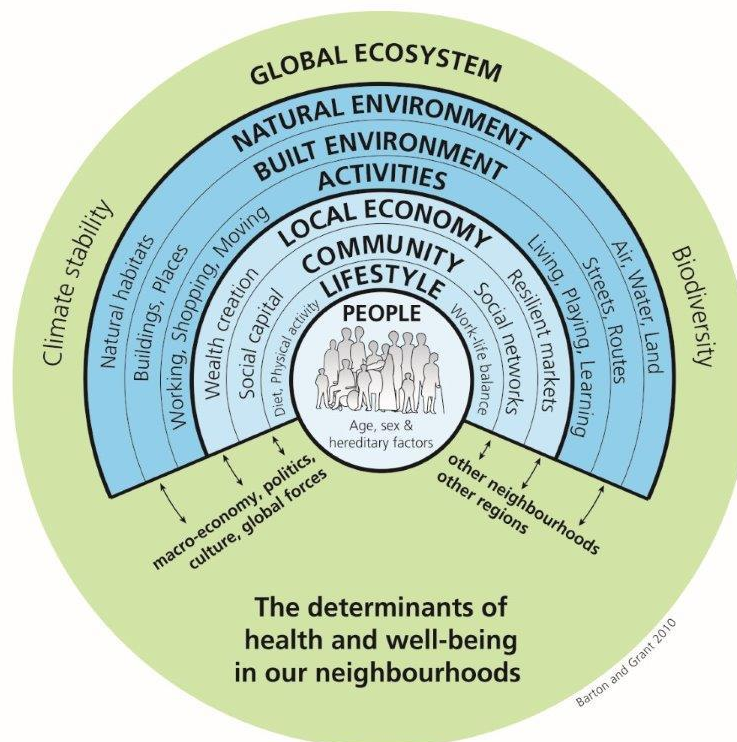 GLOBAL ECOSYSTEM
NATURAL ENVIRONMENT
BUILT ENVIRONMENT
ACTIVITIES
LOCAL ECONOMY
COMMUNITY
LIFESTYLE
PEOPLE
Age, sex &
hereditary factors
Climate stability
Natural habitats
Buildings, Places
Working, Shopping, Moving
Wealth creation
Social capital
Diet, Physical activity
Work-life balance
Social networks
Resilient markets
Living, Playing, Learning
Streets, Routes
Air, Water, Land
Biodiversity
macro-economy, politics,
culture, global forces
other neighbourhoods
other regions
The determinants of
health and well-being
in our neighbourhoods
Barton and Grant 2010